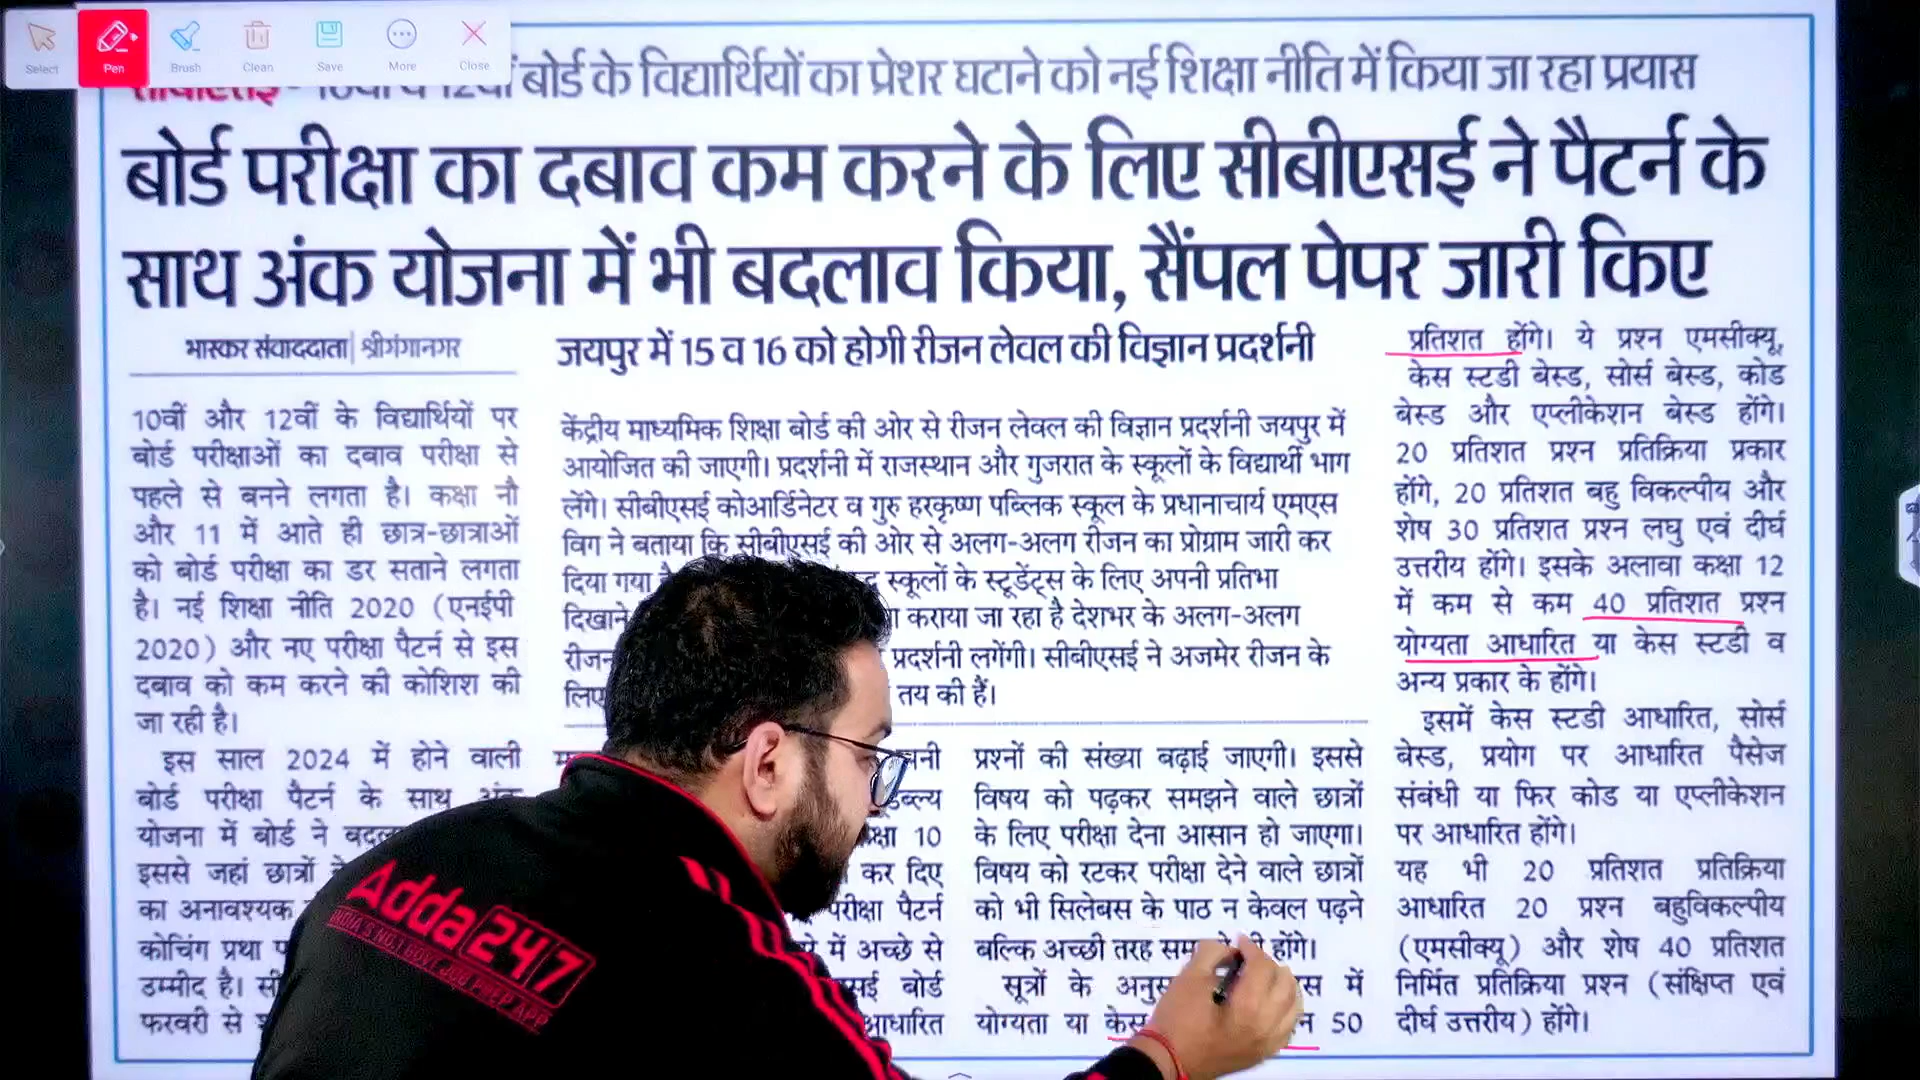 Select Pen Brush Clean Save More Close
12वीं बोर्ड के विद्यार्थियों का प्रेशर घटाने को नई शिक्षा नीति में किया जा रहा प्रयास
बोर्ड परीक्षा का दबाव कम करने के लिए सीबीएसई ने पैटर्न के
साथ अंक योजना में भी बदलाव किया, सैंपल पेपर जारी किए
भास्कर संवाददाता | श्रीगंगानगर
10वीं और 12वीं के विद्यार्थियों पर
बोर्ड परीक्षाओं का दबाव परीक्षा से
पहले से बनने लगता है। कक्षा नौ
और 11 में आते ही छात्र-छात्राओं
को बोर्ड परीक्षा का डर सताने लगता
है। नई शिक्षा नीति 2020 (एनईपी
2020) और नए परीक्षा पैटर्न से इस
दबाव को कम करने की कोशिश की
जा रही है।
इस साल 2024 में होने वाली
बोर्ड परीक्षा पैटर्न के साथ अंक
योजना में बोर्ड ने
इससे जहां छात्रों
का अनावश्यक
कोचिंग प्रथा
उम्मीद है।
फरवरी से
जयपुर में 15 व 16 को होगी रीजन लेवल की विज्ञान प्रदर्शनी
केंद्रीय माध्यमिक शिक्षा बोर्ड की ओर से रीजन लेवल की विज्ञान प्रदर्शनी जयपुर में
आयोजित की जाएगी। प्रदर्शनी में राजस्थान और गुजरात के स्कूलों के विद्यार्थी भाग
लेंगे। सीबीएसई कोआर्डिनेटर व गुरु हरकृष्ण पब्लिक स्कूल के प्रधानाचार्य एमएस
विग ने बताया कि सीबीएसई की ओर से अलग-अलग रीजन का प्रोग्राम जारी कर
दिया गया स्कूलों के स्टूडेंट्स के लिए अपनी प्रतिभा
दिखाने कराया जा रहा है देशभर के अलग-अलग
रीजन प्रदर्शनी लगेंगी। सीबीएसई ने अजमेर रीजन के
लिए तय की हैं।
10
कर दिए
परीक्षा पैटर्न
में अच्छे से
बोर्ड
आधारित
प्रश्नों की संख्या बढ़ाई जाएगी। इससे
विषय को पढ़कर समझने वाले छात्रों
के लिए परीक्षा देना आसान हो जाएगा।
विषय को रटकर परीक्षा देने वाले छात्रों
को भी सिलेबस के पाठ न केवल पढ़ने
बल्कि अच्छी तरह होंगे।
सूत्रों के में
योग्यता या केस 50
प्रतिशत होंगे। ये प्रश्न एमसीक्यू,
केस स्टडी बेस्ड, सोर्स बेस्ड, कोड
बेस्ड और एप्लीकेशन बेस्ड होंगे।
20 प्रतिशत प्रश्न प्रतिक्रिया प्रकार
होंगे, 20 प्रतिशत बहु विकल्पीय और
शेष 30 प्रतिशत प्रश्न लघु एवं दीर्घ
उत्तरीय होंगे। इसके अलावा कक्षा 12
में कम से कम 40 प्रतिशत प्रश्न
योग्यता आधारित या केस स्टडी व
अन्य प्रकार के होंगे।
इसमें केस स्टडी आधारित, सोर्स
बेस्ड, प्रयोग पर आधारित पैसेज
संबंधी या फिर कोड या एप्लीकेशन
पर आधारित होंगे।
यह भी 20 प्रतिशत प्रतिक्रिया
आधारित 20 प्रश्न बहुविकल्पीय
(एमसीक्यू) और शेष 40 प्रतिशत
निर्मित प्रतिक्रिया प्रश्न (संक्षिप्त एवं
दीर्घ उत्तरीय) होंगे।
Adda 247
INDIA'S NO.1 GOVT JOB PREP APP